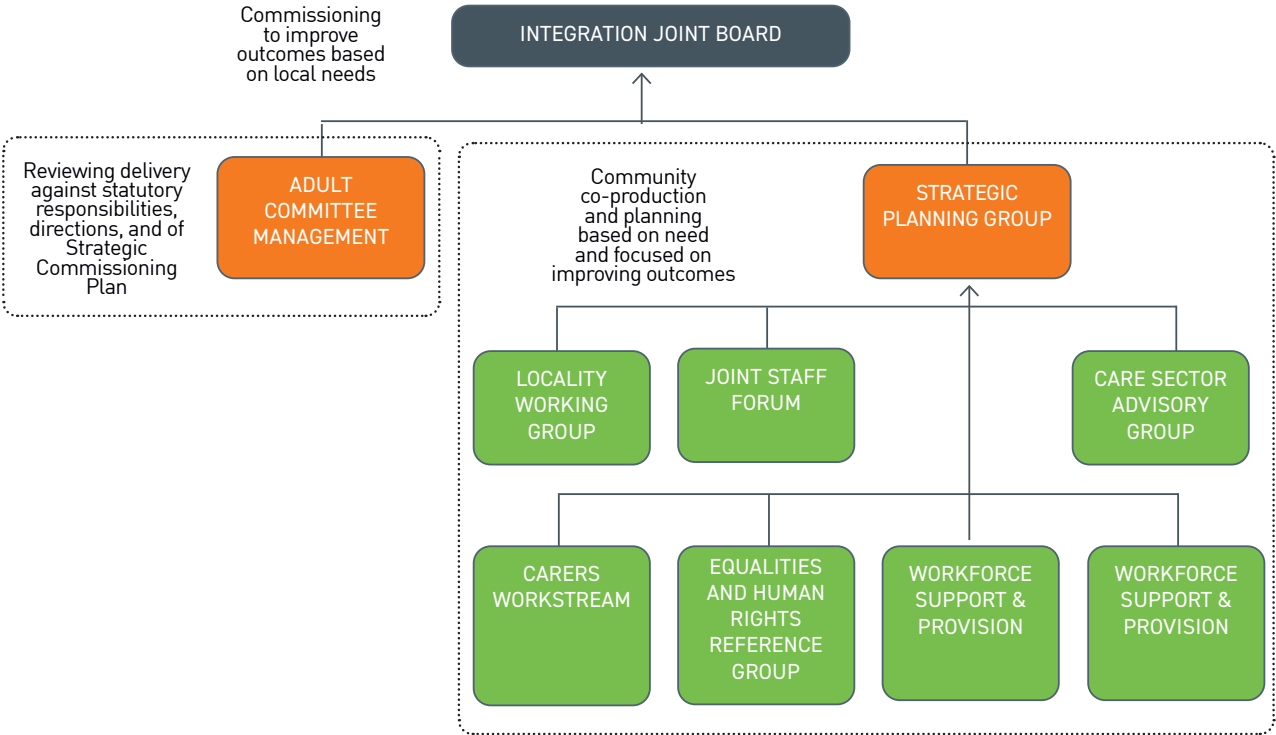 Commissioning
to improve
outcomes based
on local needs
INTEGRATION JOINT BOARD
Reviewing delivery
against statutory
responsibilities,
directions, and of
Strategic
Commissioing
Plan
ADULT
COMMITTEE
MANAGEMENT
Community
co-production
and planning
based on need
and focused on
improving outcomes
STRATEGIC
PLANNING GROUP
LOCALITY
WORKING
GROUP
JOINT STAFF
FORUM
CARE SECTOR
ADVISORY
GROUP
CARERS
WORKSTREAM
EQUALITIES
AND HUMAN
RIGHTS
REFERENCE
GROUP
WORKFORCE
SUPPORT &
PROVISION
WORKFORCE
SUPPORT &
PROVISION